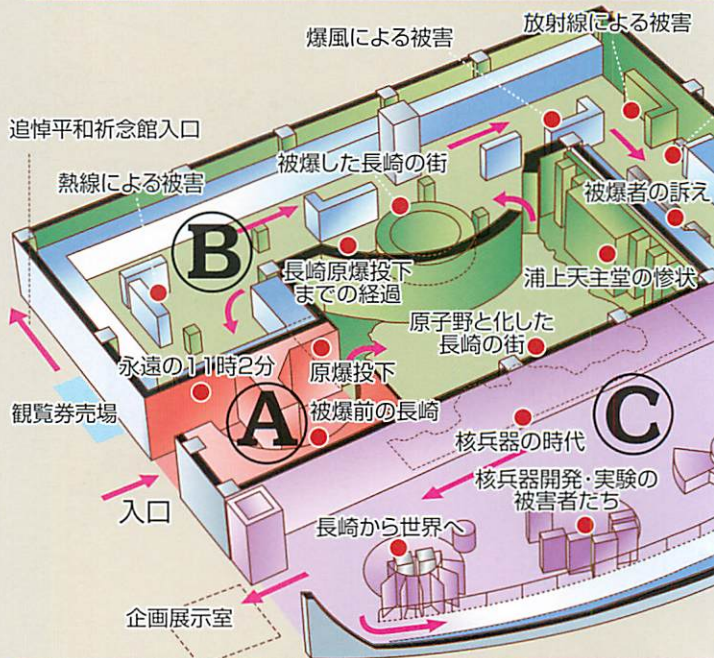 爆風による被害
放射線による被害
追悼平和祈念館入口
熱線による被害
被爆した長崎の街
被爆者の訴え
B
長崎原爆投下
までの経過
浦上天主堂の惨状
永遠の11時2分
原爆投下
原子野と化した
長崎の街
観覧券売場
A
被爆前の長崎
C
核兵器の時代
入口
核兵器開発・実験の
被害者たち
長崎から世界へ
企画展示室